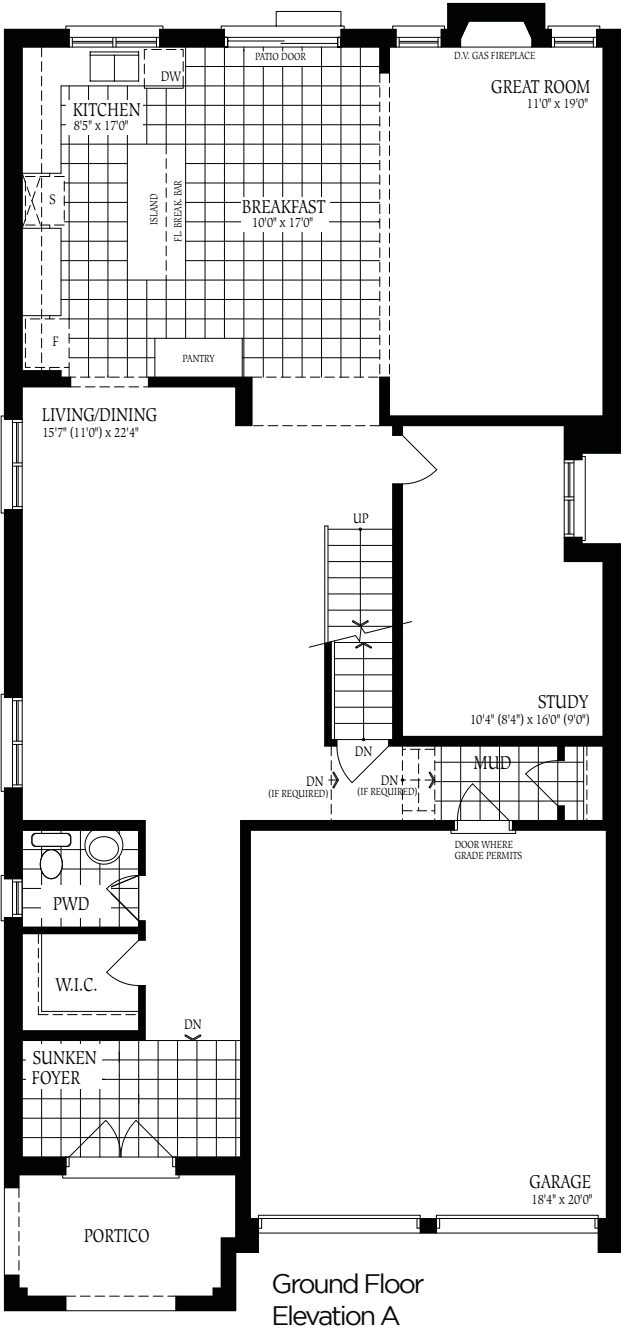 PATIO DOOR
D.V. GAS FIREPLACE
DW
KITCHEN
8'5" x 17'0"
GREAT ROOM
11'0" x 19'0"
S
ISLAND
FL. BREAK. BAR
BREAKFAST
10'0" x 17'0"
F
PANTRY
LIVING/DINING
15'7" (11'0") x 22'4"
UP
STUDY
10'4" (8'4") x 16'0" (9'0")
DN
DN
(IF REQUIRED)
DN
(IF REQUIRED)
MUD
DOOR WHERE
GRADE PERMITS
PWD
W.I.C.
DN
SUNKEN
FOYER
GARAGE
18'4" x 20'0"
PORTICO
Ground Floor
Elevation A